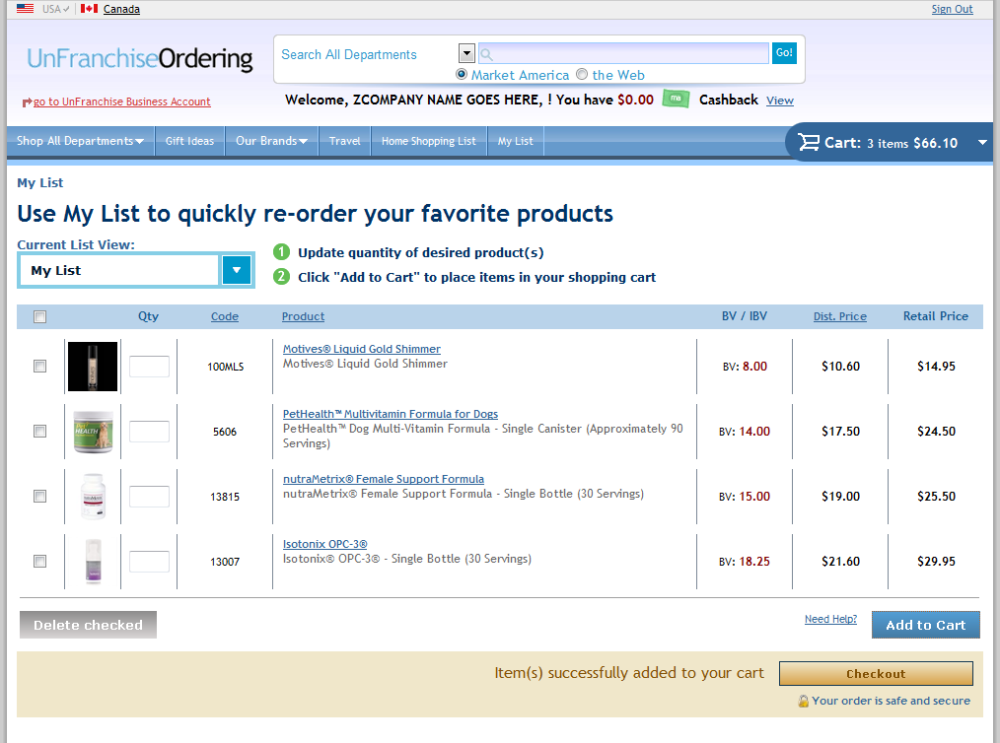 USA Canada Sign Out
UnFranchiseOrdering
Search All Departments Go!
Market America the Web
go to UnFranchise Business Account
Welcome, ZCOMPANY NAME GOES HERE, ! You have $0.00 ma Cashback View
Shop All Departments Gift Ideas Our Brands Travel Home Shopping List My List
Cart: 3 items $66.10
My List
Use My List to quickly re-order your favorite products
Current List View:
My List
1 Update quantity of desired product(s)
2 Click "Add to Cart" to place items in your shopping cart
Qty Code Product BV / IBV Dist. Price Retail Price
100MLS
Motives® Liquid Gold Shimmer
Motives® Liquid Gold Shimmer
BV: 8.00 $10.60 $14.95
HEALTH
5606
PetHealth™ Multivitamin Formula for Dogs
PetHealth™ Dog Multi-Vitamin Formula - Single Canister (Approximately 90
Servings)
BV: 14.00 $17.50 $24.50
13815
nutraMetrix® Female Support Formula
nutraMetrix® Female Support Formula - Single Bottle (30 Servings)
BV: 15.00 $19.00 $25.50
13007
Isotonix OPC-3®
Isotonix® OPC-3® - Single Bottle (30 Servings)
BV: 18.25 $21.60 $29.95
Delete checked Need Help? Add to Cart
Item(s) successfully added to your cart Checkout
Your order is safe and secure